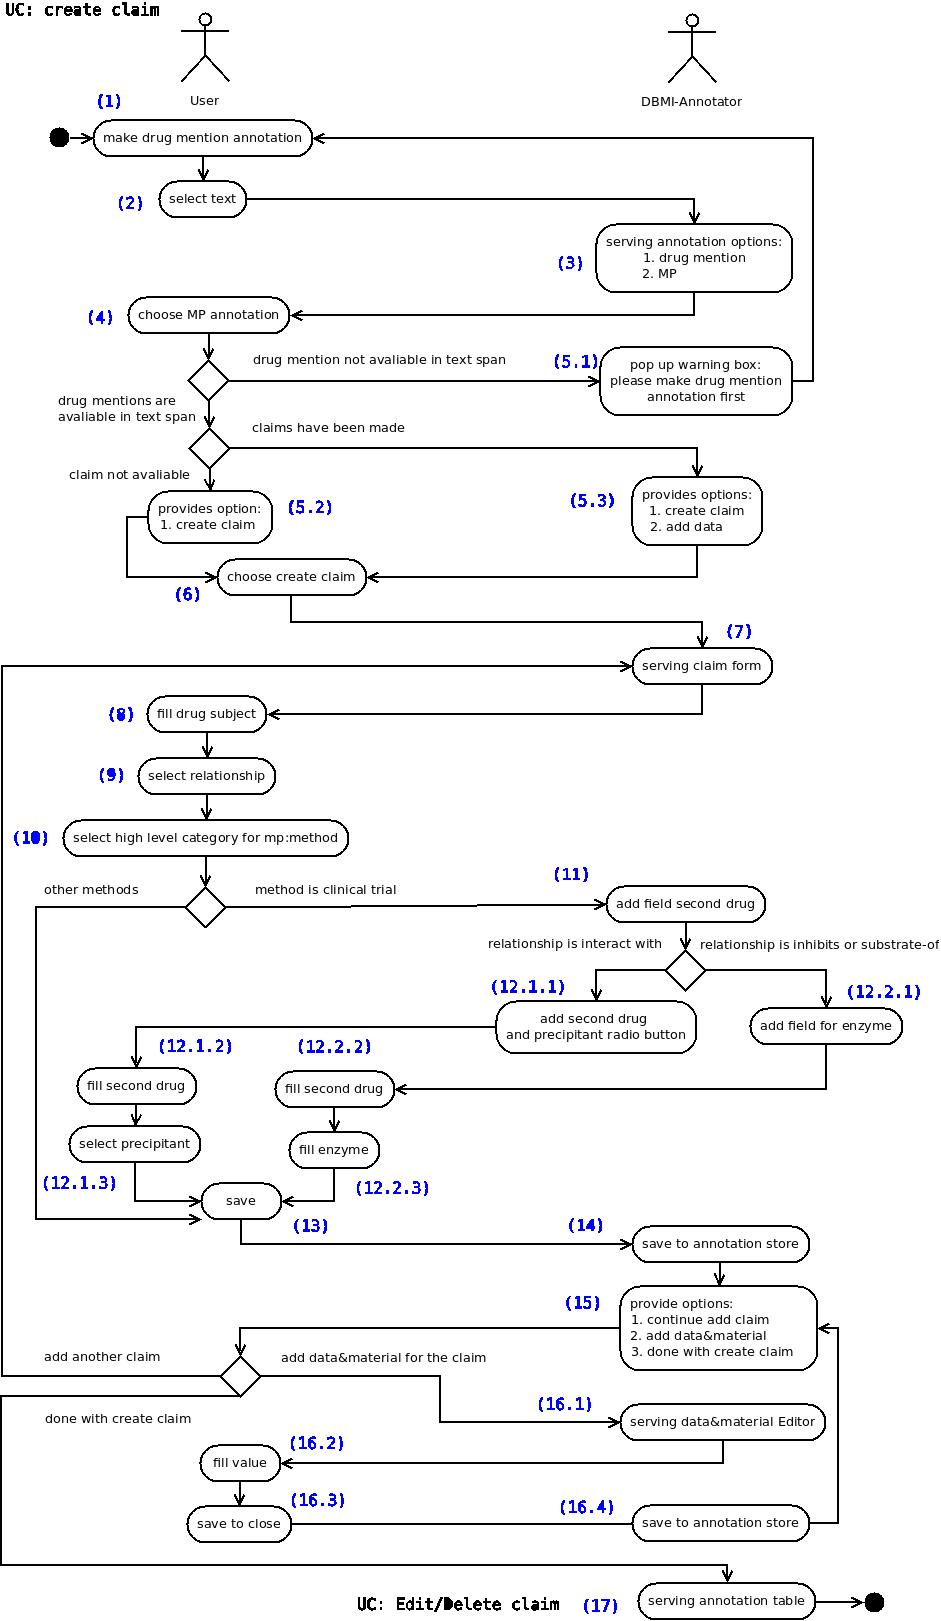 UC: create claim
User
DBMI-Annotator
(1)
make drug mention annotation
(2)
select text
(3)
serving annotation options:
1. drug mention
2. MP
(4)
choose MP annotation
drug mention not avaliable in text span
(5.1)
pop up warning box:
please make drug mention
annotation first
drug mentions are
avaliable in text span
claims have been made
claim not avaliable
provides option:
1. create claim
(5.2)
(5.3)
provides options:
1. create claim
2. add data
choose create claim
(6)
(7)
serving claim form
(8)
fill drug subject
(9)
select relationship
(10)
select high level category for mp:method
other methods
method is clinical trial
(11)
add field second drug
relationship is interact with
relationship is inhibits or substrate-of
(12.1.1)
add second drug
and precipitant radio button
(12.2.1)
add field for enzyme
(12.1.2)
(12.2.2)
fill second drug
fill second drug
select precipitant
fill enzyme
(12.1.3)
(12.2.3)
save
(13)
(14)
save to annotation store
(15)
provide options:
1. continue add claim
2. add data&material
3. done with create claim
add another claim
add data&material for the claim
done with create claim
(16.1)
serving data&material Editor
(16.2)
fill value
(16.3)
save to close
(16.4)
save to annotation store
UC: Edit/Delete claim
(17)
serving annotation table